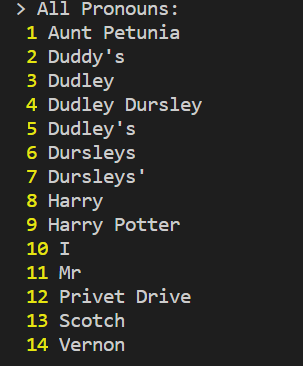 > All Pronouns:
1 Aunt Petunia
2 Duddy's
3 Dudley
4 Dudley Dursley
5 Dudley's
6 Dursleys
7 Dursleys'
8 Harry
9 Harry Potter
10 I
11 Mr
12 Privet Drive
13 Scotch
14 Vernon